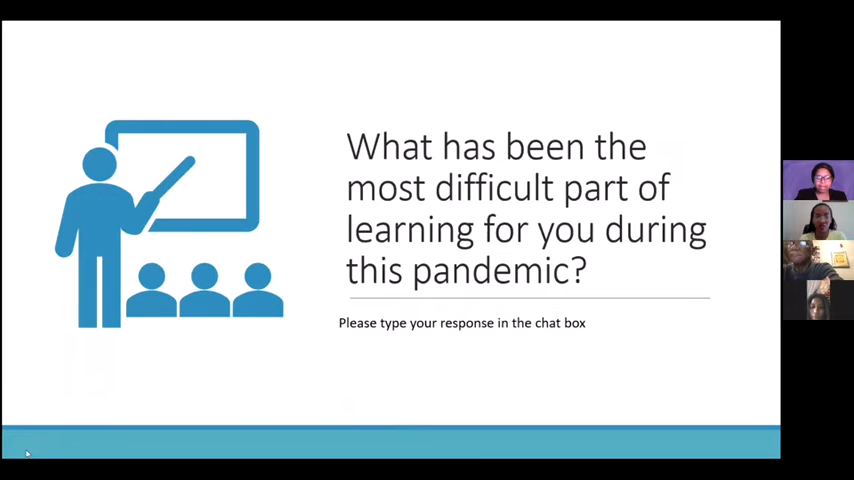 What has been the
most difficult part of
learning for you during
this pandemic?
Please type your response in the chat box